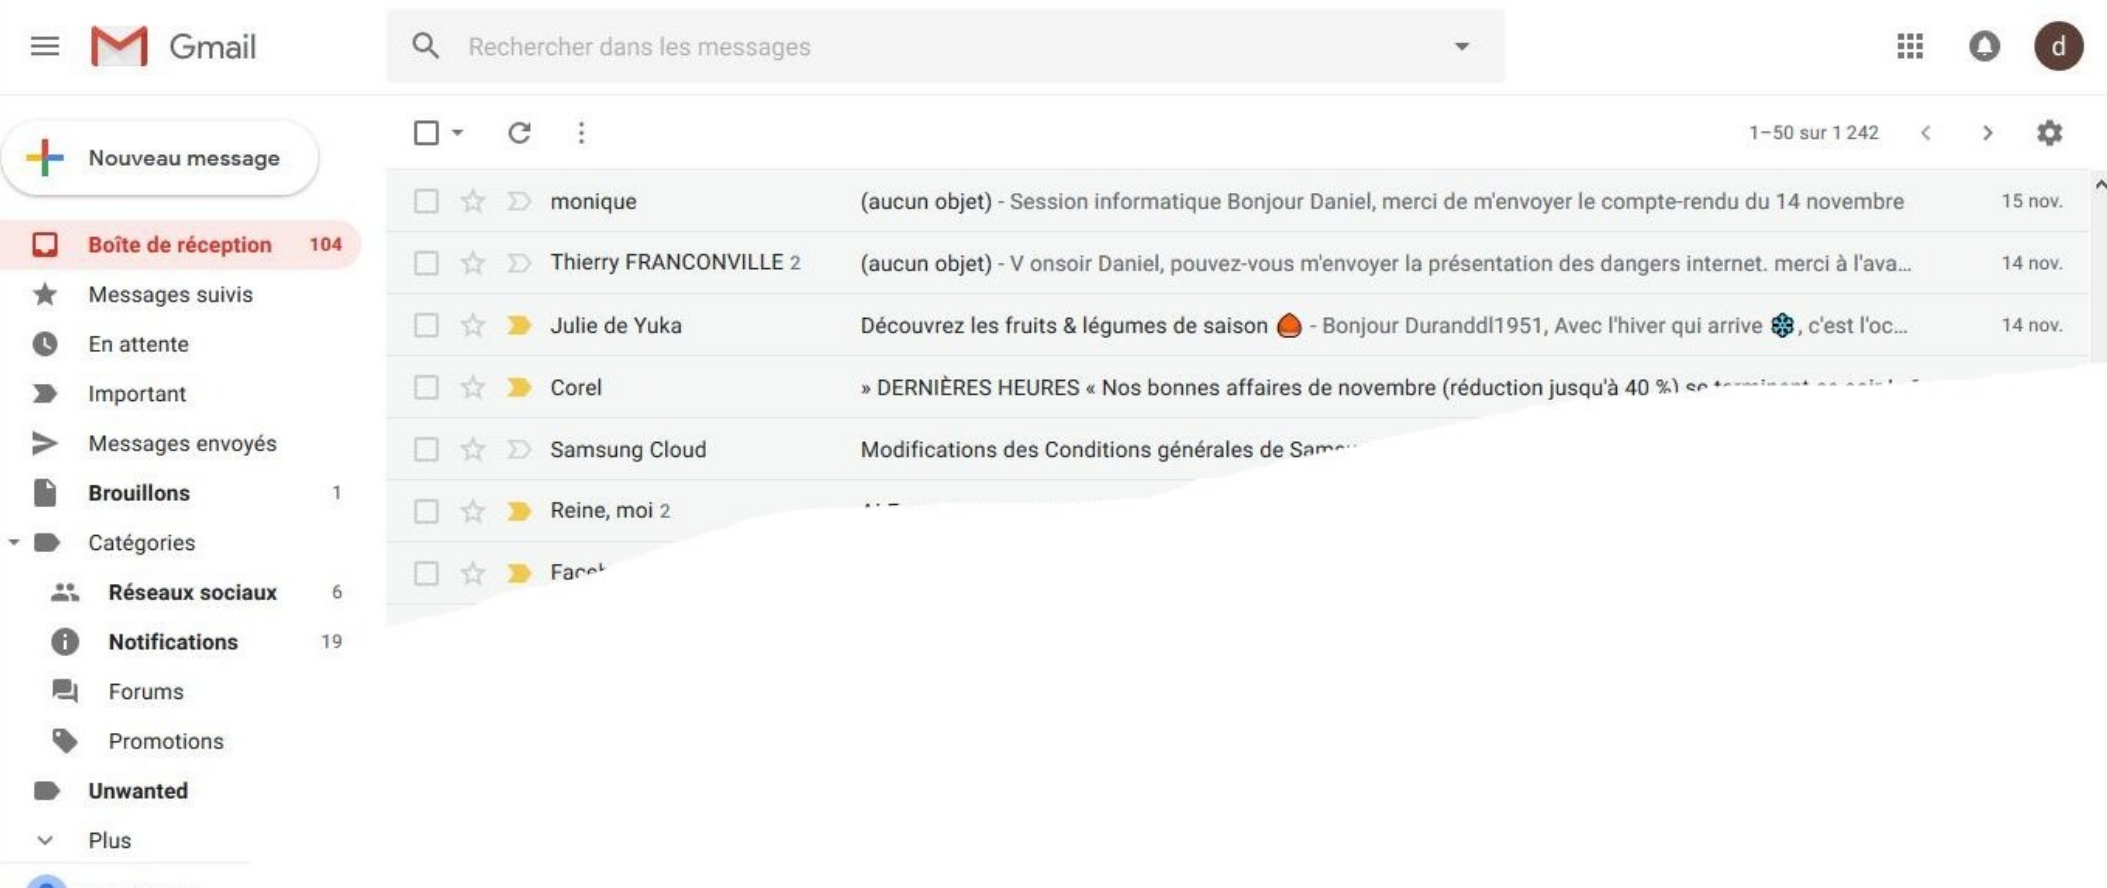 Gmail
Rechercher dans les messages
d
Nouveau message
1–50 sur 1 242
Boîte de réception 104
Messages suivis
En attente
Important
Messages envoyés
Brouillons 1
Catégories
Réseaux sociaux 6
Notifications 19
Forums
Promotions
Unwanted
Plus
monique (aucun objet) - Session informatique Bonjour Daniel, merci de m'envoyer le compte-rendu du 14 novembre 15 nov.
Thierry FRANCONVILLE 2 (aucun objet) - V onsoir Daniel, pouvez-vous m'envoyer la présentation des dangers internet. merci à l'ava... 14 nov.
Julie de Yuka Découvrez les fruits & légumes de saison 🌰 - Bonjour Duranddl1951, Avec l'hiver qui arrive ❄, c'est l'oc... 14 nov.
Corel » DERNIÈRES HEURES « Nos bonnes affaires de novembre (réduction jusqu'à 40 %)
Samsung Cloud Modifications des Conditions générales de
Reine, moi 2